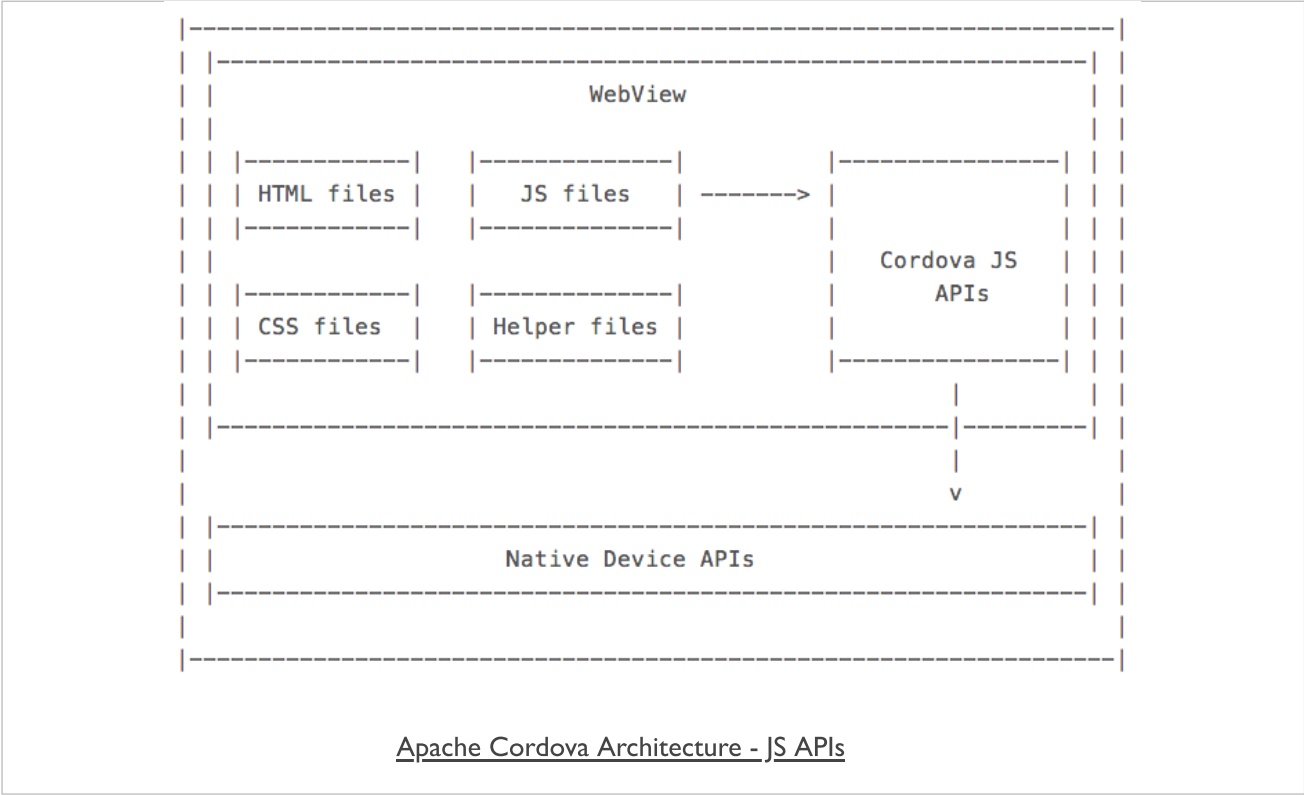 WebView
HTML files JS files ------->
Cordova JS
APIs
CSS files Helper files
v
Native Device APIs
Apache Cordova Architecture - JS APIs